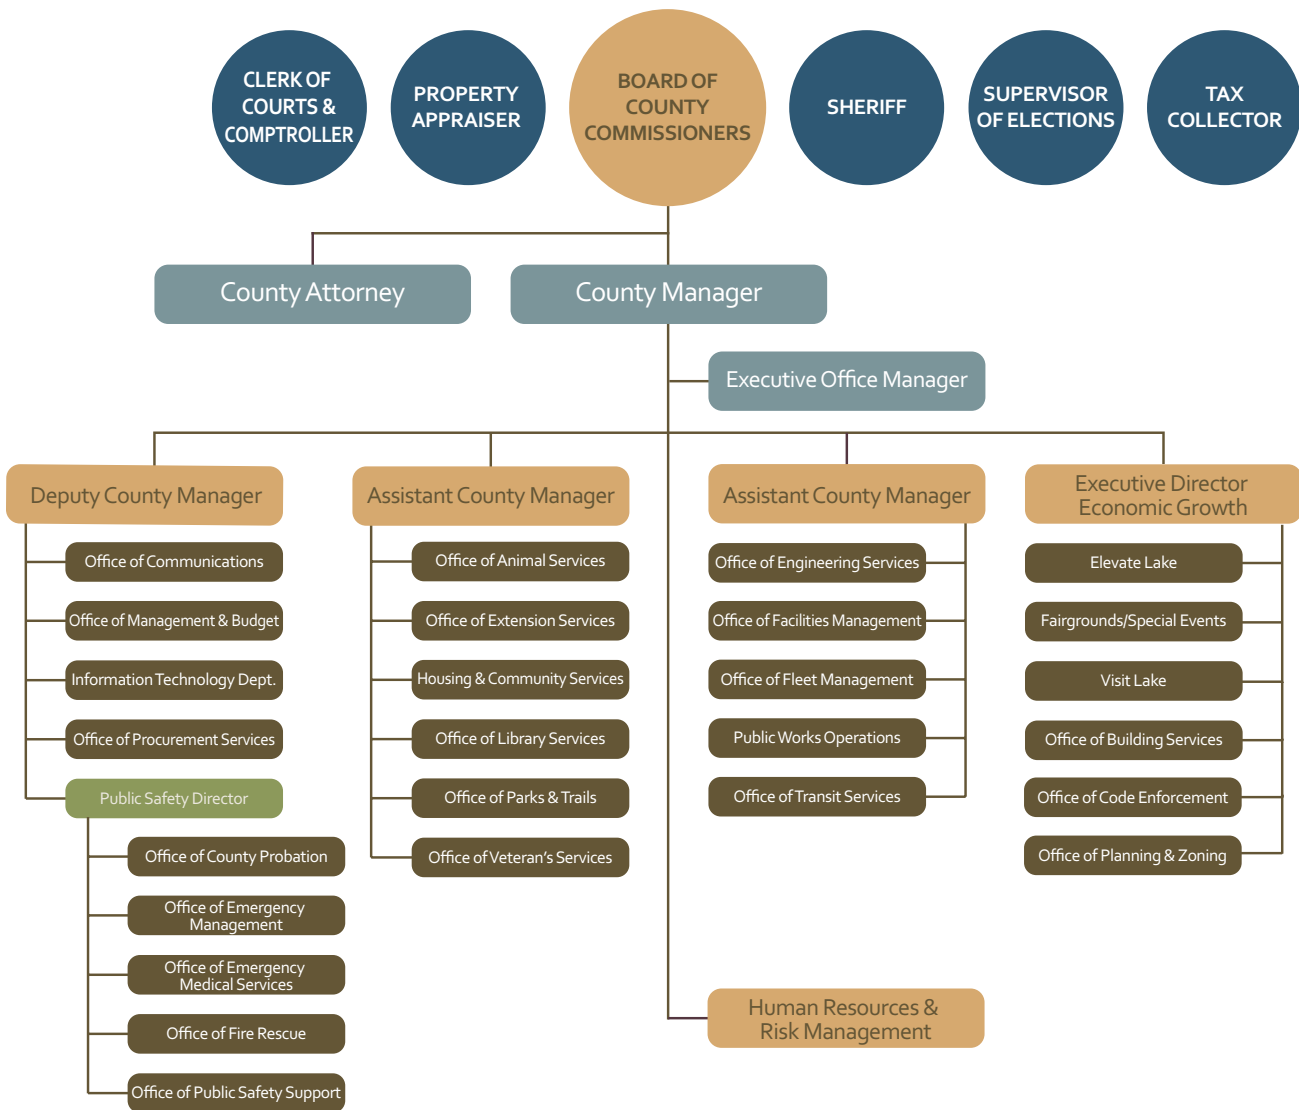 CLERK OF
COURTS &
COMPTROLLER
PROPERTY
APPRAISER
BOARD OF
COUNTY
COMMISSIONERS
SHERIFF
SUPERVISOR
OF ELECTIONS
TAX
COLLECTOR
County Attorney
County Manager
Executive Office Manager
Deputy County Manager
Office of Communications
Office of Management & Budget
Information Technology Dept.
Office of Procurement Services
Public Safety Director
Office of County Probation
Office of Emergency
Management
Office of Emergency
Medical Services
Office of Fire Rescue
Office of Public Safety Support
Assistant County Manager
Office of Animal Services
Office of Extension Services
Housing & Community Services
Office of Library Services
Office of Parks & Trails
Office of Veteran's Services
Assistant County Manager
Office of Engineering Services
Office of Facilities Management
Office of Fleet Management
Public Works Operations
Office of Transit Services
Executive Director
Economic Growth
Elevate Lake
Fairgrounds/Special Events
Visit Lake
Office of Building Services
Office of Code Enforcement
Office of Planning & Zoning
Human Resources &
Risk Management